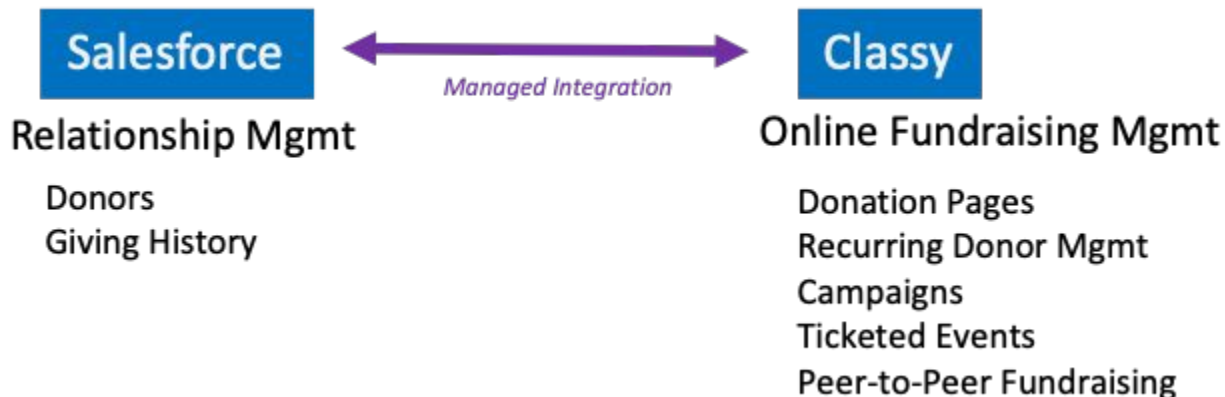 Salesforce
Managed Integration
Classy
Relationship Mgmt
Donors
Giving History
Online Fundraising Mgmt
Donation Pages
Recurring Donor Mgmt
Campaigns
Ticketed Events
Peer-to-Peer Fundraising